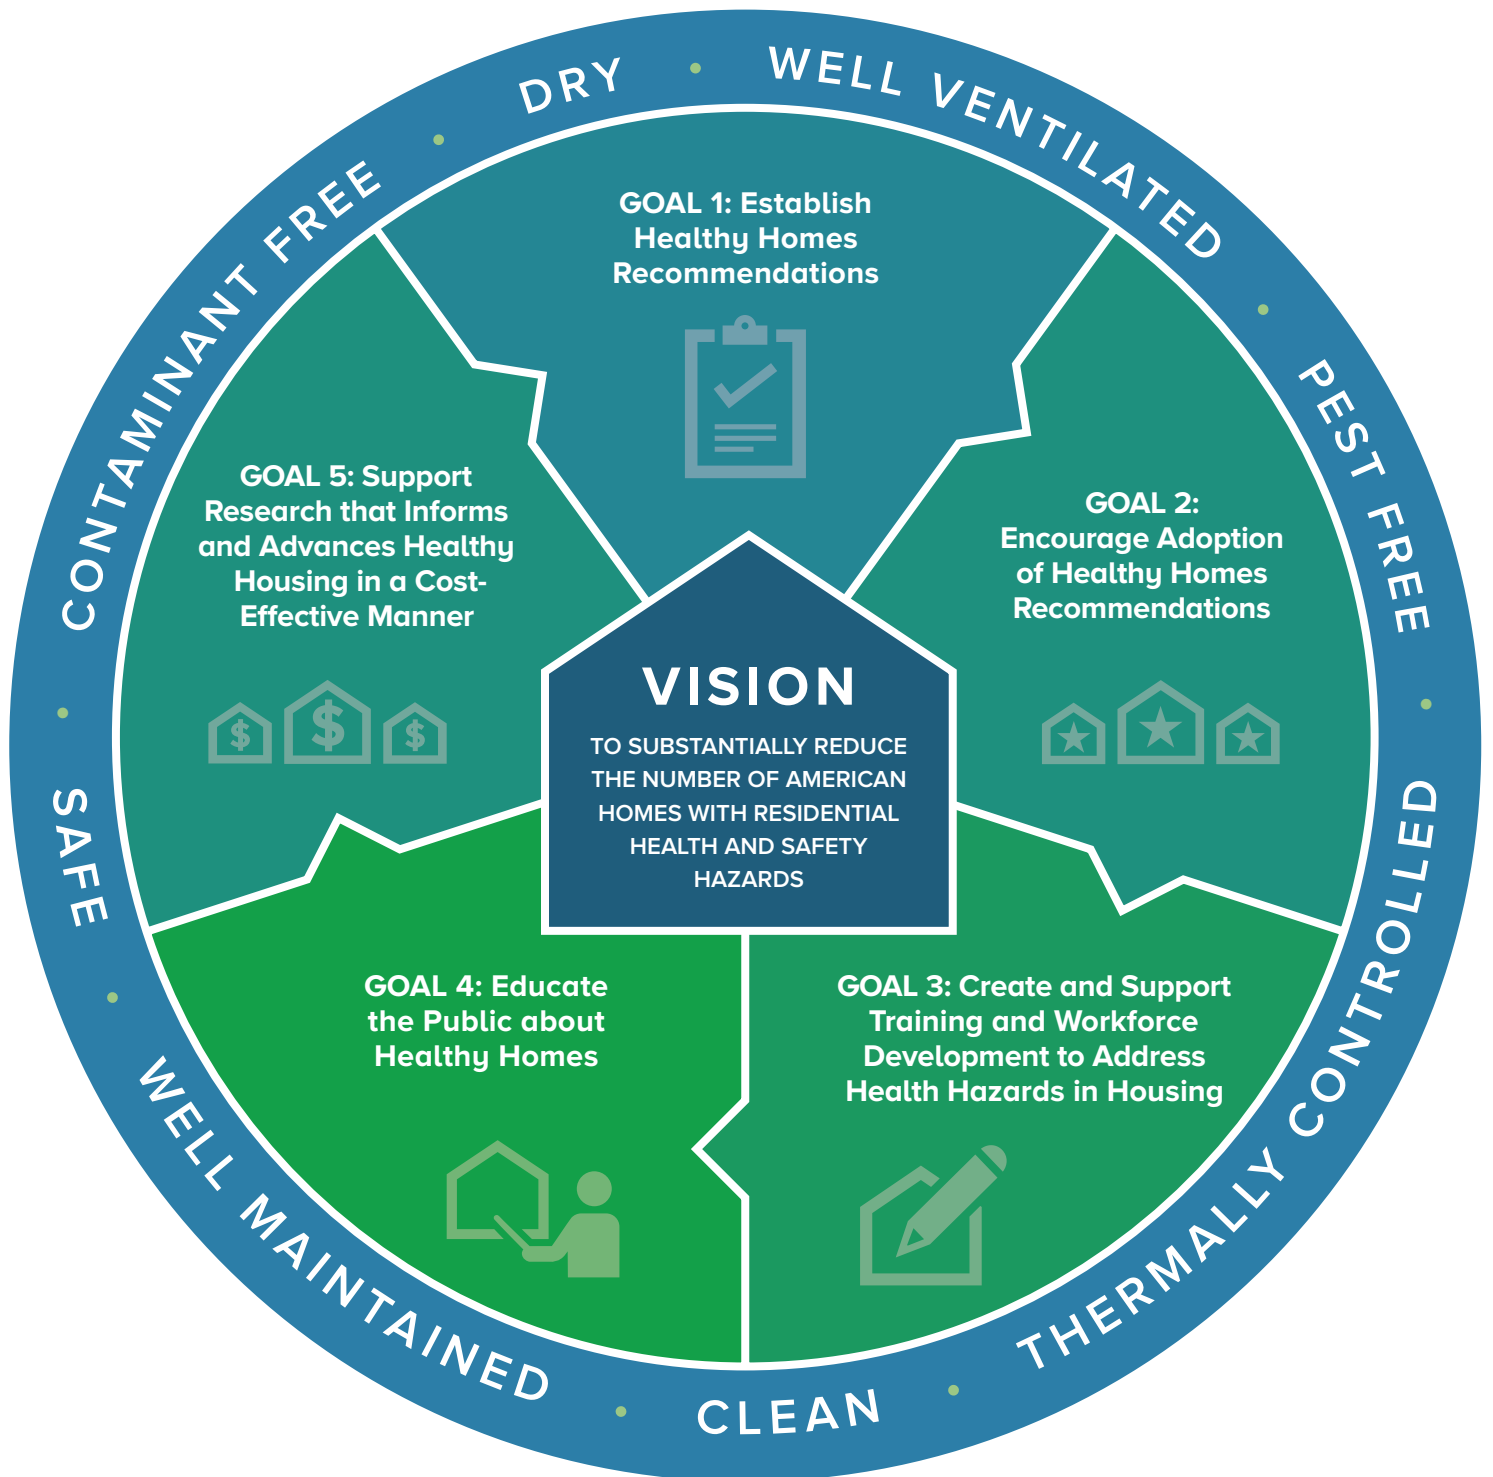 DRY • WELL VENTILATED • PEST FREE • THERMALLY CONTROLLED • CLEAN • WELL MAINTAINED • SAFE • CONTAMINANT FREE •
GOAL 1: Establish
Healthy Homes
Recommendations
GOAL 2:
Encourage Adoption
of Healthy Homes
Recommendations
GOAL 3: Create and Support
Training and Workforce
Development to Address
Health Hazards in Housing
GOAL 4: Educate
the Public about
Healthy Homes
GOAL 5: Support
Research that Informs
and Advances Healthy
Housing in a Cost-
Effective Manner
$ $ $
VISION
TO SUBSTANTIALLY REDUCE
THE NUMBER OF AMERICAN
HOMES WITH RESIDENTIAL
HEALTH AND SAFETY
HAZARDS